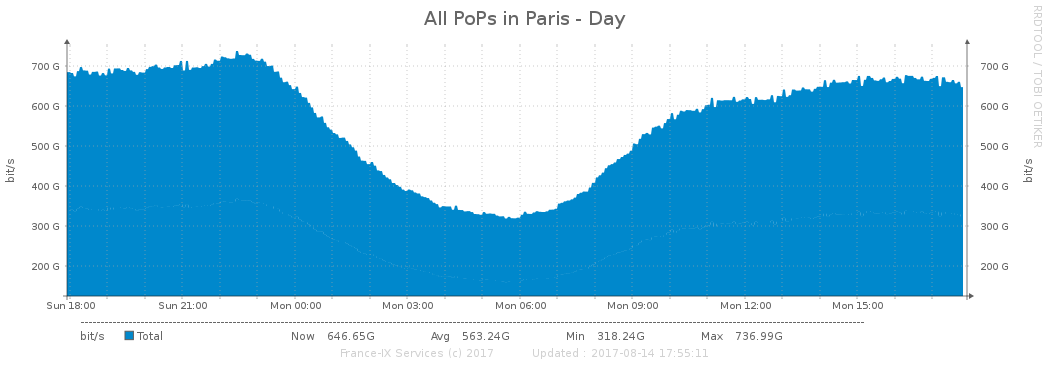 All PoPs in Paris - Day
RRDTOOL / TOBI OETIKER
bit/s
bit/s
700 G 700 G
600 G 600 G
500 G 500 G
400 G 400 G
300 G 300 G
200 G 200 G
Sun 18:00 Sun 21:00 Mon 00:00 Mon 03:00 Mon 06:00 Mon 09:00 Mon 12:00 Mon 15:00
bit/s Total Now 646.65G Avg 563.24G Min 318.24G Max 736.99G
France-IX Services (c) 2017 Updated : 2017-08-14 17:55:11